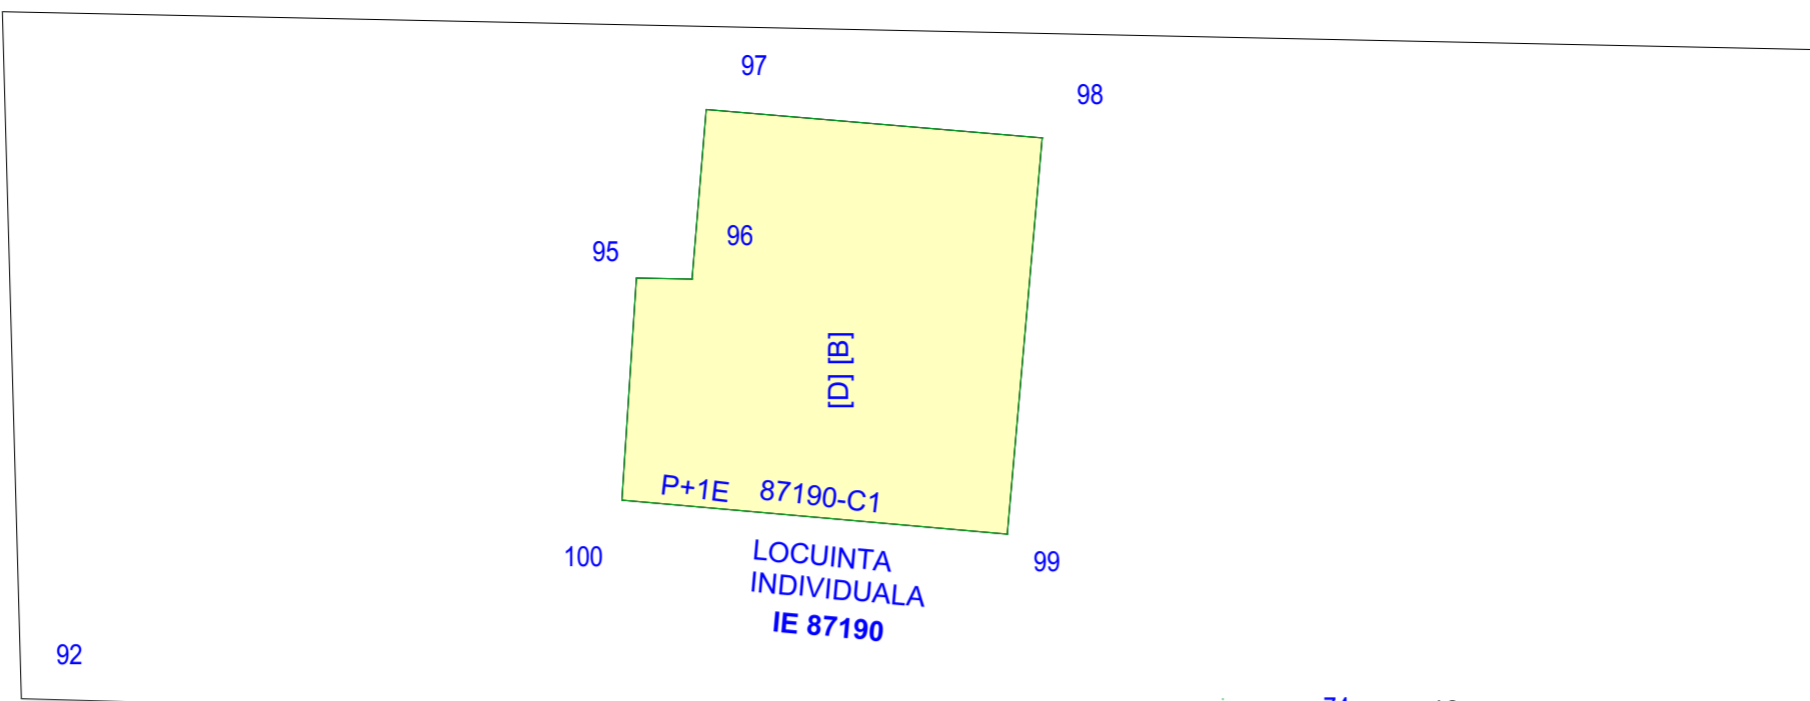 97
98
95
96
[D] [B]
P+1E 87190-C1
100
LOCUINTA
INDIVIDUALA
99
IE 87190
92